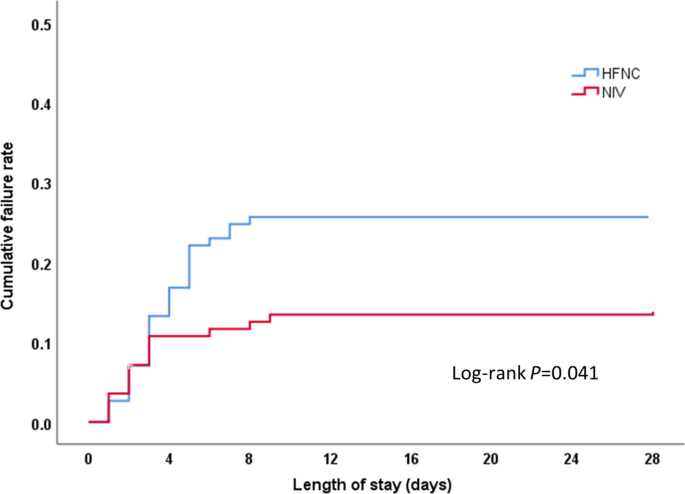 0.5
0.4
0.3
0.2
0.1
0.0
Cumulative failure rate
HFNC
NIV
Log-rank P=0.041
0 4 8 12 16 20 24 28
Length of stay (days)